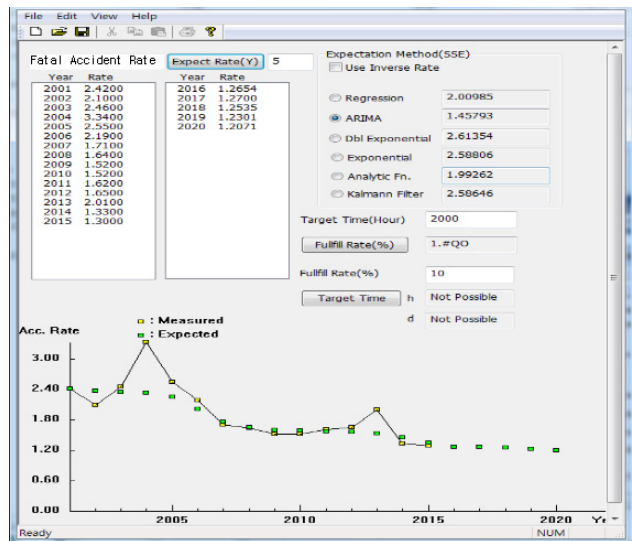 File Edit View Help
Fatal Accident Rate Expect Rate(Y) 5
Year Rate
2001 2.4200
2002 2.1000
2003 2.4600
2004 3.3400
2005 2.5500
2006 2.1900
2007 1.7100
2008 1.6400
2009 1.5200
2010 1.5200
2011 1.6200
2012 1.6500
2013 2.0100
2014 1.3300
2015 1.3000
Year Rate
2016 1.2654
2017 1.2700
2018 1.2535
2019 1.2301
2020 1.2071
Expectation Method(SSE)
Use Inverse Rate
Regression 2.00985
ARIMA 1.45793
Dbl Exponential 2.61354
Exponential 2.58806
Analytic Fn. 1.99262
Kalmann Filter 2.58646
Target Time(Hour) 2000
Fullfill Rate(%) 1.#QO
Fullfill Rate(%) 10
Target Time h Not Possible
d Not Possible
: Measured
Acc. Rate
: Expected
3.00
2.40
1.80
1.20
0.60
0.00
2005 2010 2015 2020 Ye
Ready NUM